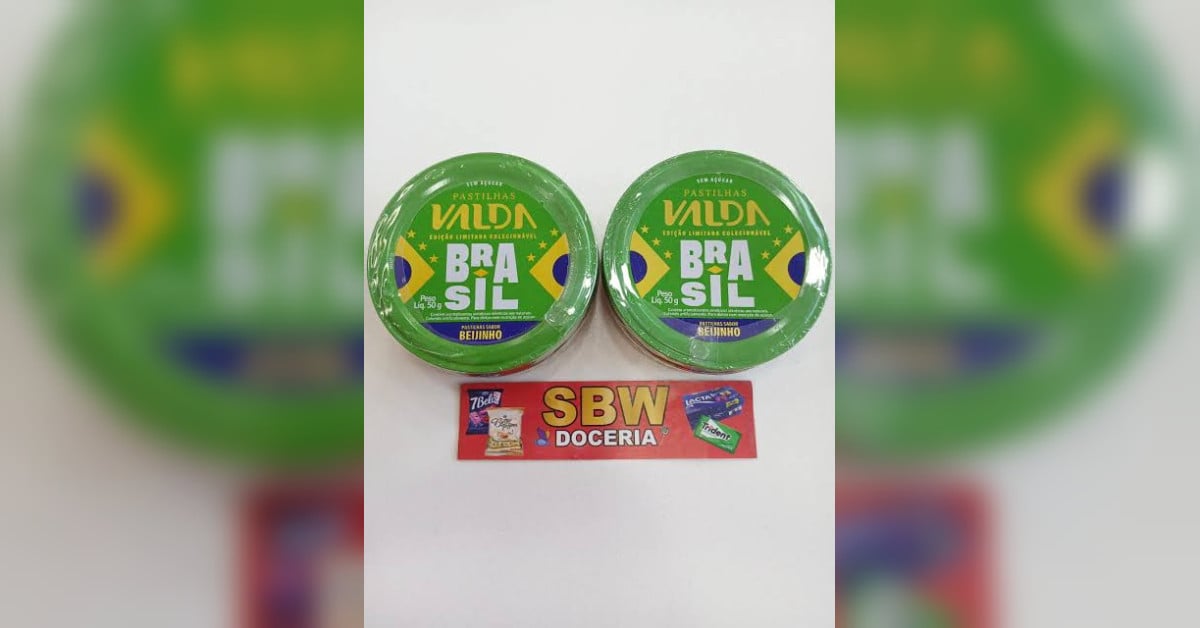 SEM AÇÚCAR
PASTILHAS
VALDA
EDIÇÃO LIMITADA COLECIONÁVEL
BRA
SIL
Peso
Líq. 50 g
PASTILHAS SABOR
BEIJINHO
SEM AÇÚCAR
PASTILHAS
VALDA
EDIÇÃO LIMITADA COLECIONÁVEL
BRA
SIL
Peso
Líq. 50 g
PASTILHAS SABOR
BEIJINHO
7Belo
SBW
DOCERIA
LACTA
Trident